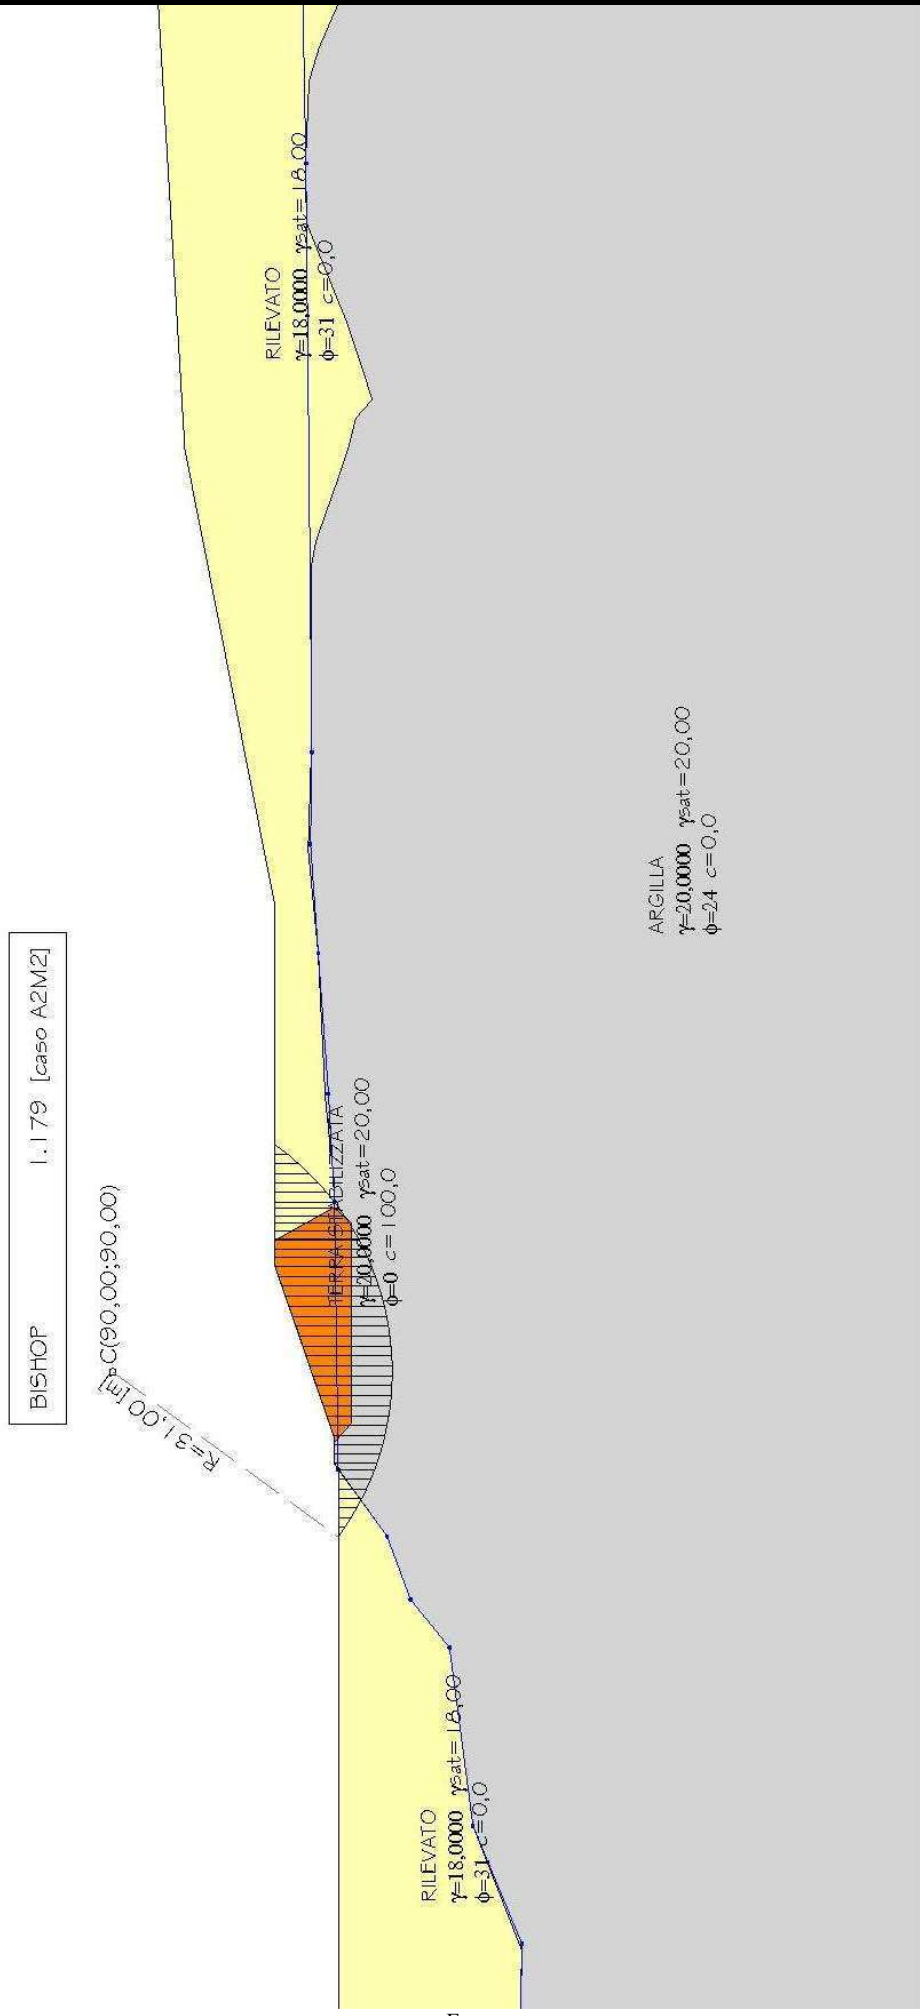 BISHOP 1.179 [caso A2M2]
C(90,00;90,00)
R=31,00 [m]
RILEVATO
γ=18,0000 γsat=18,00
ϕ=31 c=0,0
TERRA STABILIZZATA
γ=20,0000 γsat=20,00
ϕ=0 c=100,0
RILEVATO
γ=18,0000 γsat=18,00
ϕ=31 c=0,0
ARGILLA
γ=20,0000 γsat=20,00
ϕ=24 c=0,0